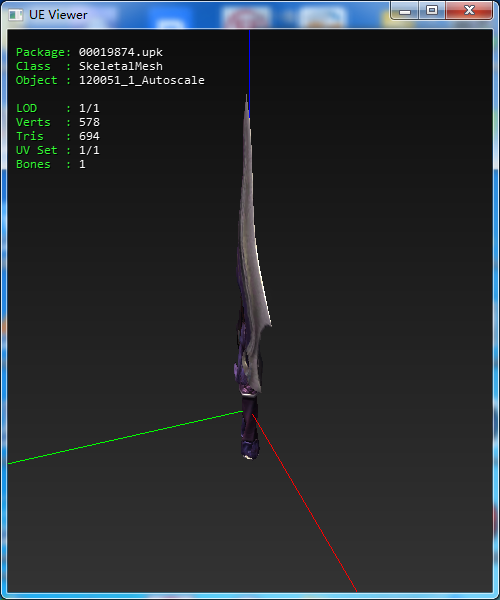 UE Viewer
Package: 00019874.upk
Class : SkeletalMesh
Object : 120051_1_Autoscale
LOD : 1/1
Verts : 578
Tris : 694
UV Set : 1/1
Bones : 1